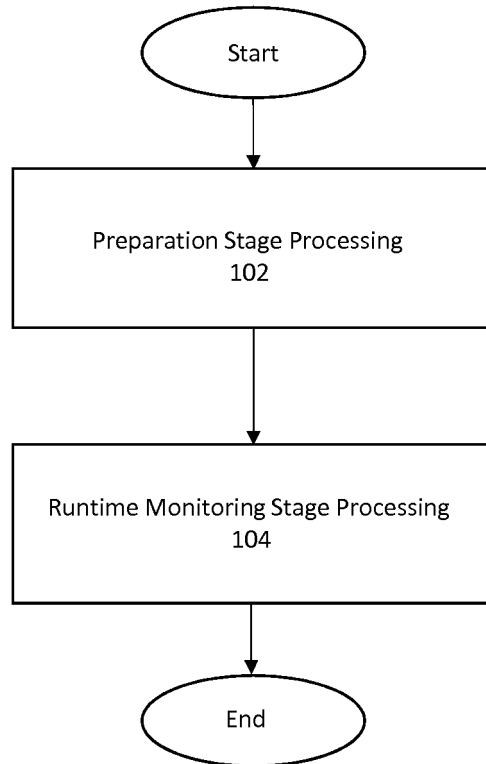 Start
Preparation Stage Processing
102
Runtime Monitoring Stage Processing
104
End